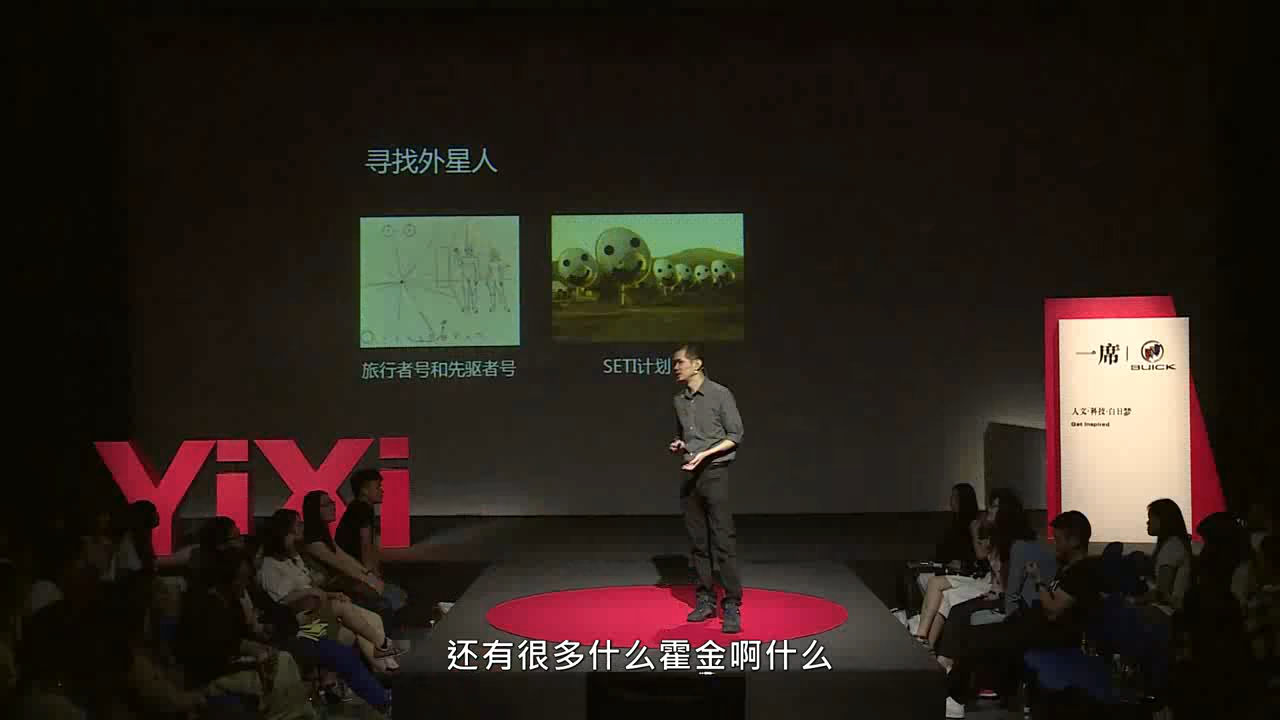 寻找外星人
旅行者号和先驱者号
SETI计划
YiXi
一席
BUICK
人文·科技·白日梦
Get Inspired
还有很多什么霍金啊什么